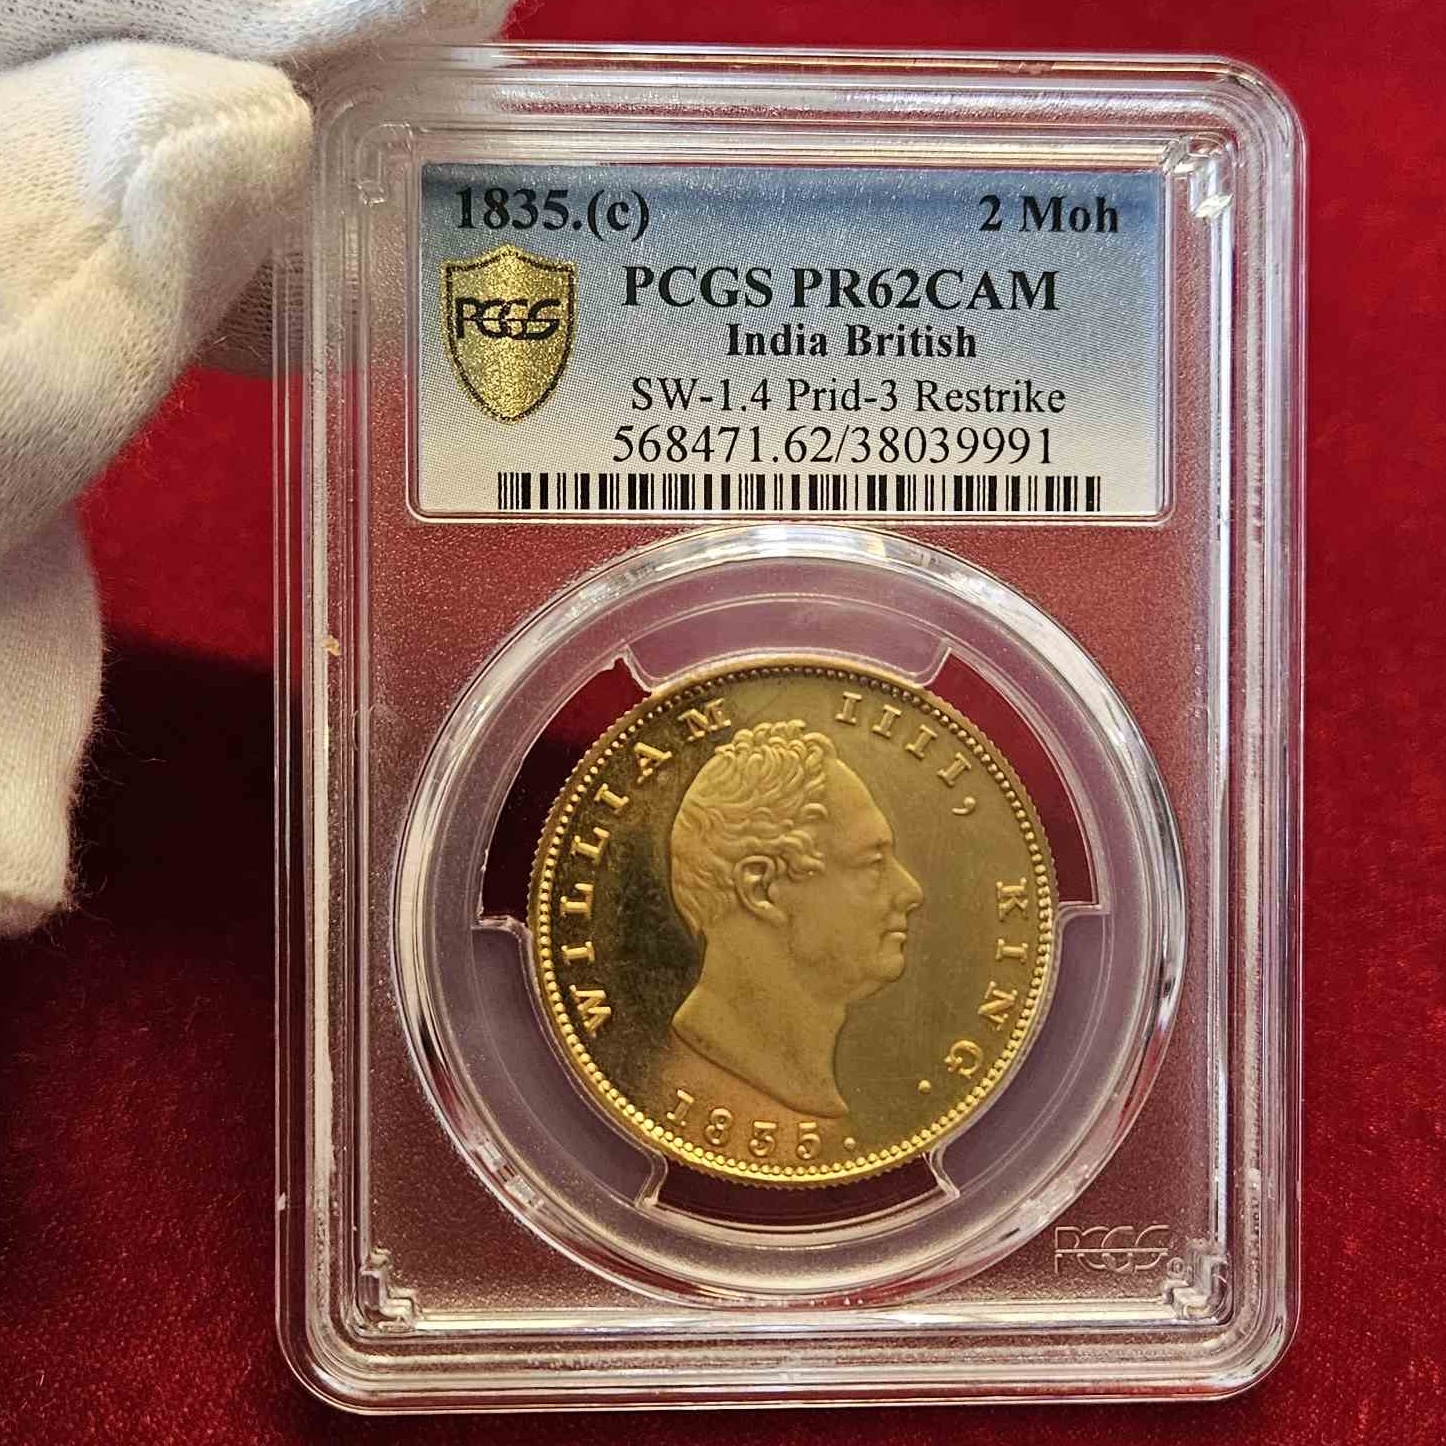 1835.(c) 2 Moh
PCGS PCGS PR62CAM
India British
SW-1.4 Prid-3 Restrike
568471.62/38039991
WILLIAM IIII, KING.
1835.
PCGS